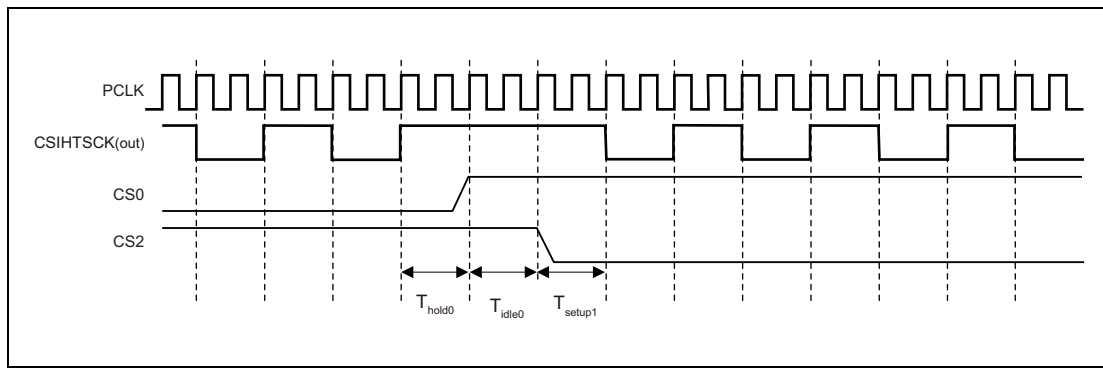 PCLK
CSIHTSCK(out)
CS0
CS2
Thold0
Tidle0
Tsetup1